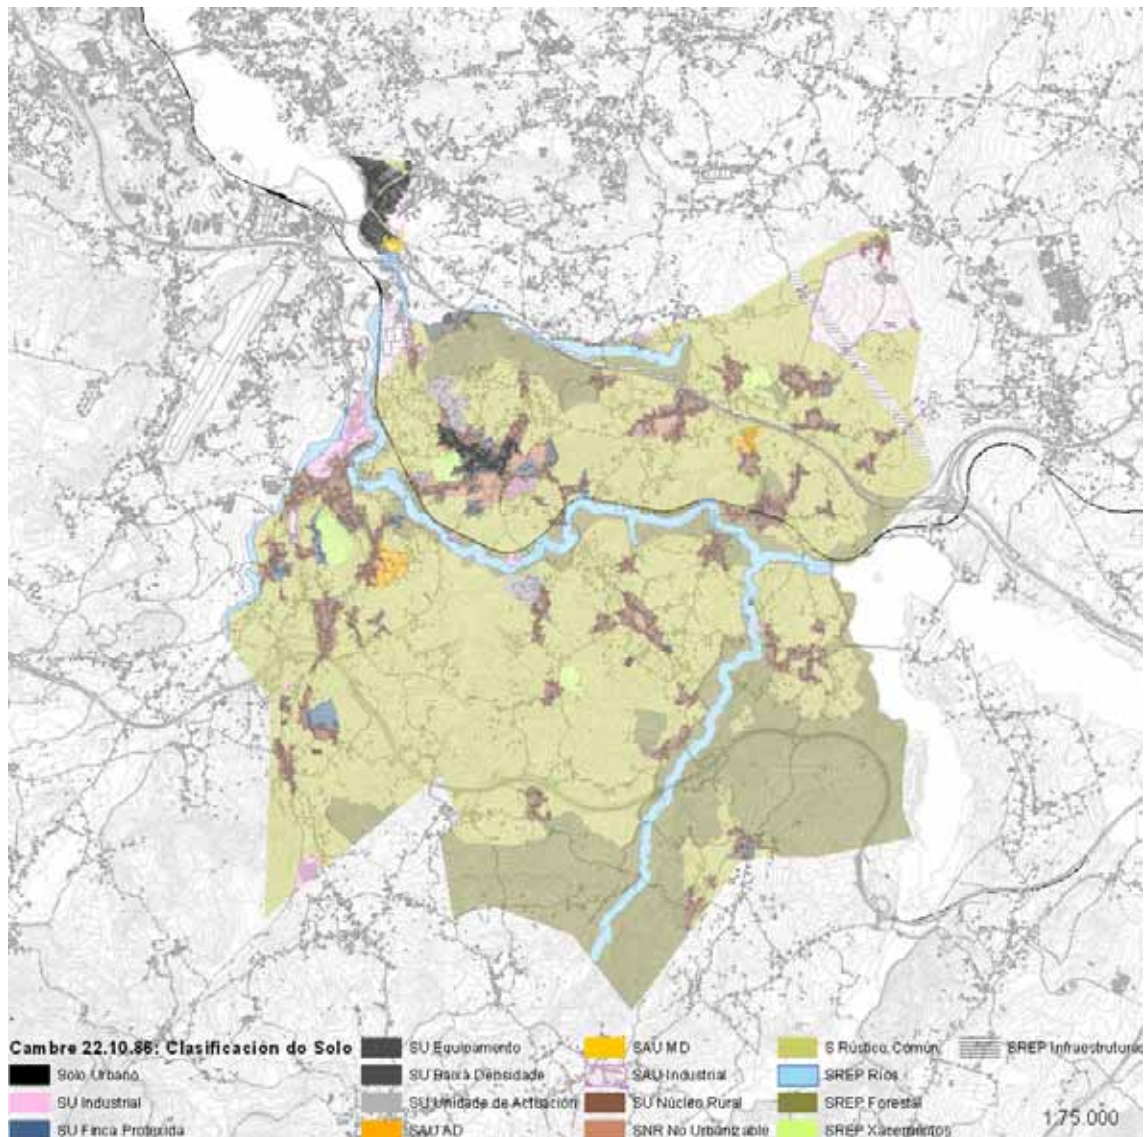 Cambre 22.10.86: Clasificación do Solo
Solo Urbano
SU Industrial
SU Finca Protexida
SU Equipamento
SU Baixa Densidade
SU Unidade de Actuación
SAU AD
SAU MD
SAU Industrial
SU Núcleo Rural
SNR No Urbanizable
S Rústico Común
SREP Ríos
SREP Forestal
SREP Xacementos
SREP Infraestruturas
1:75.000